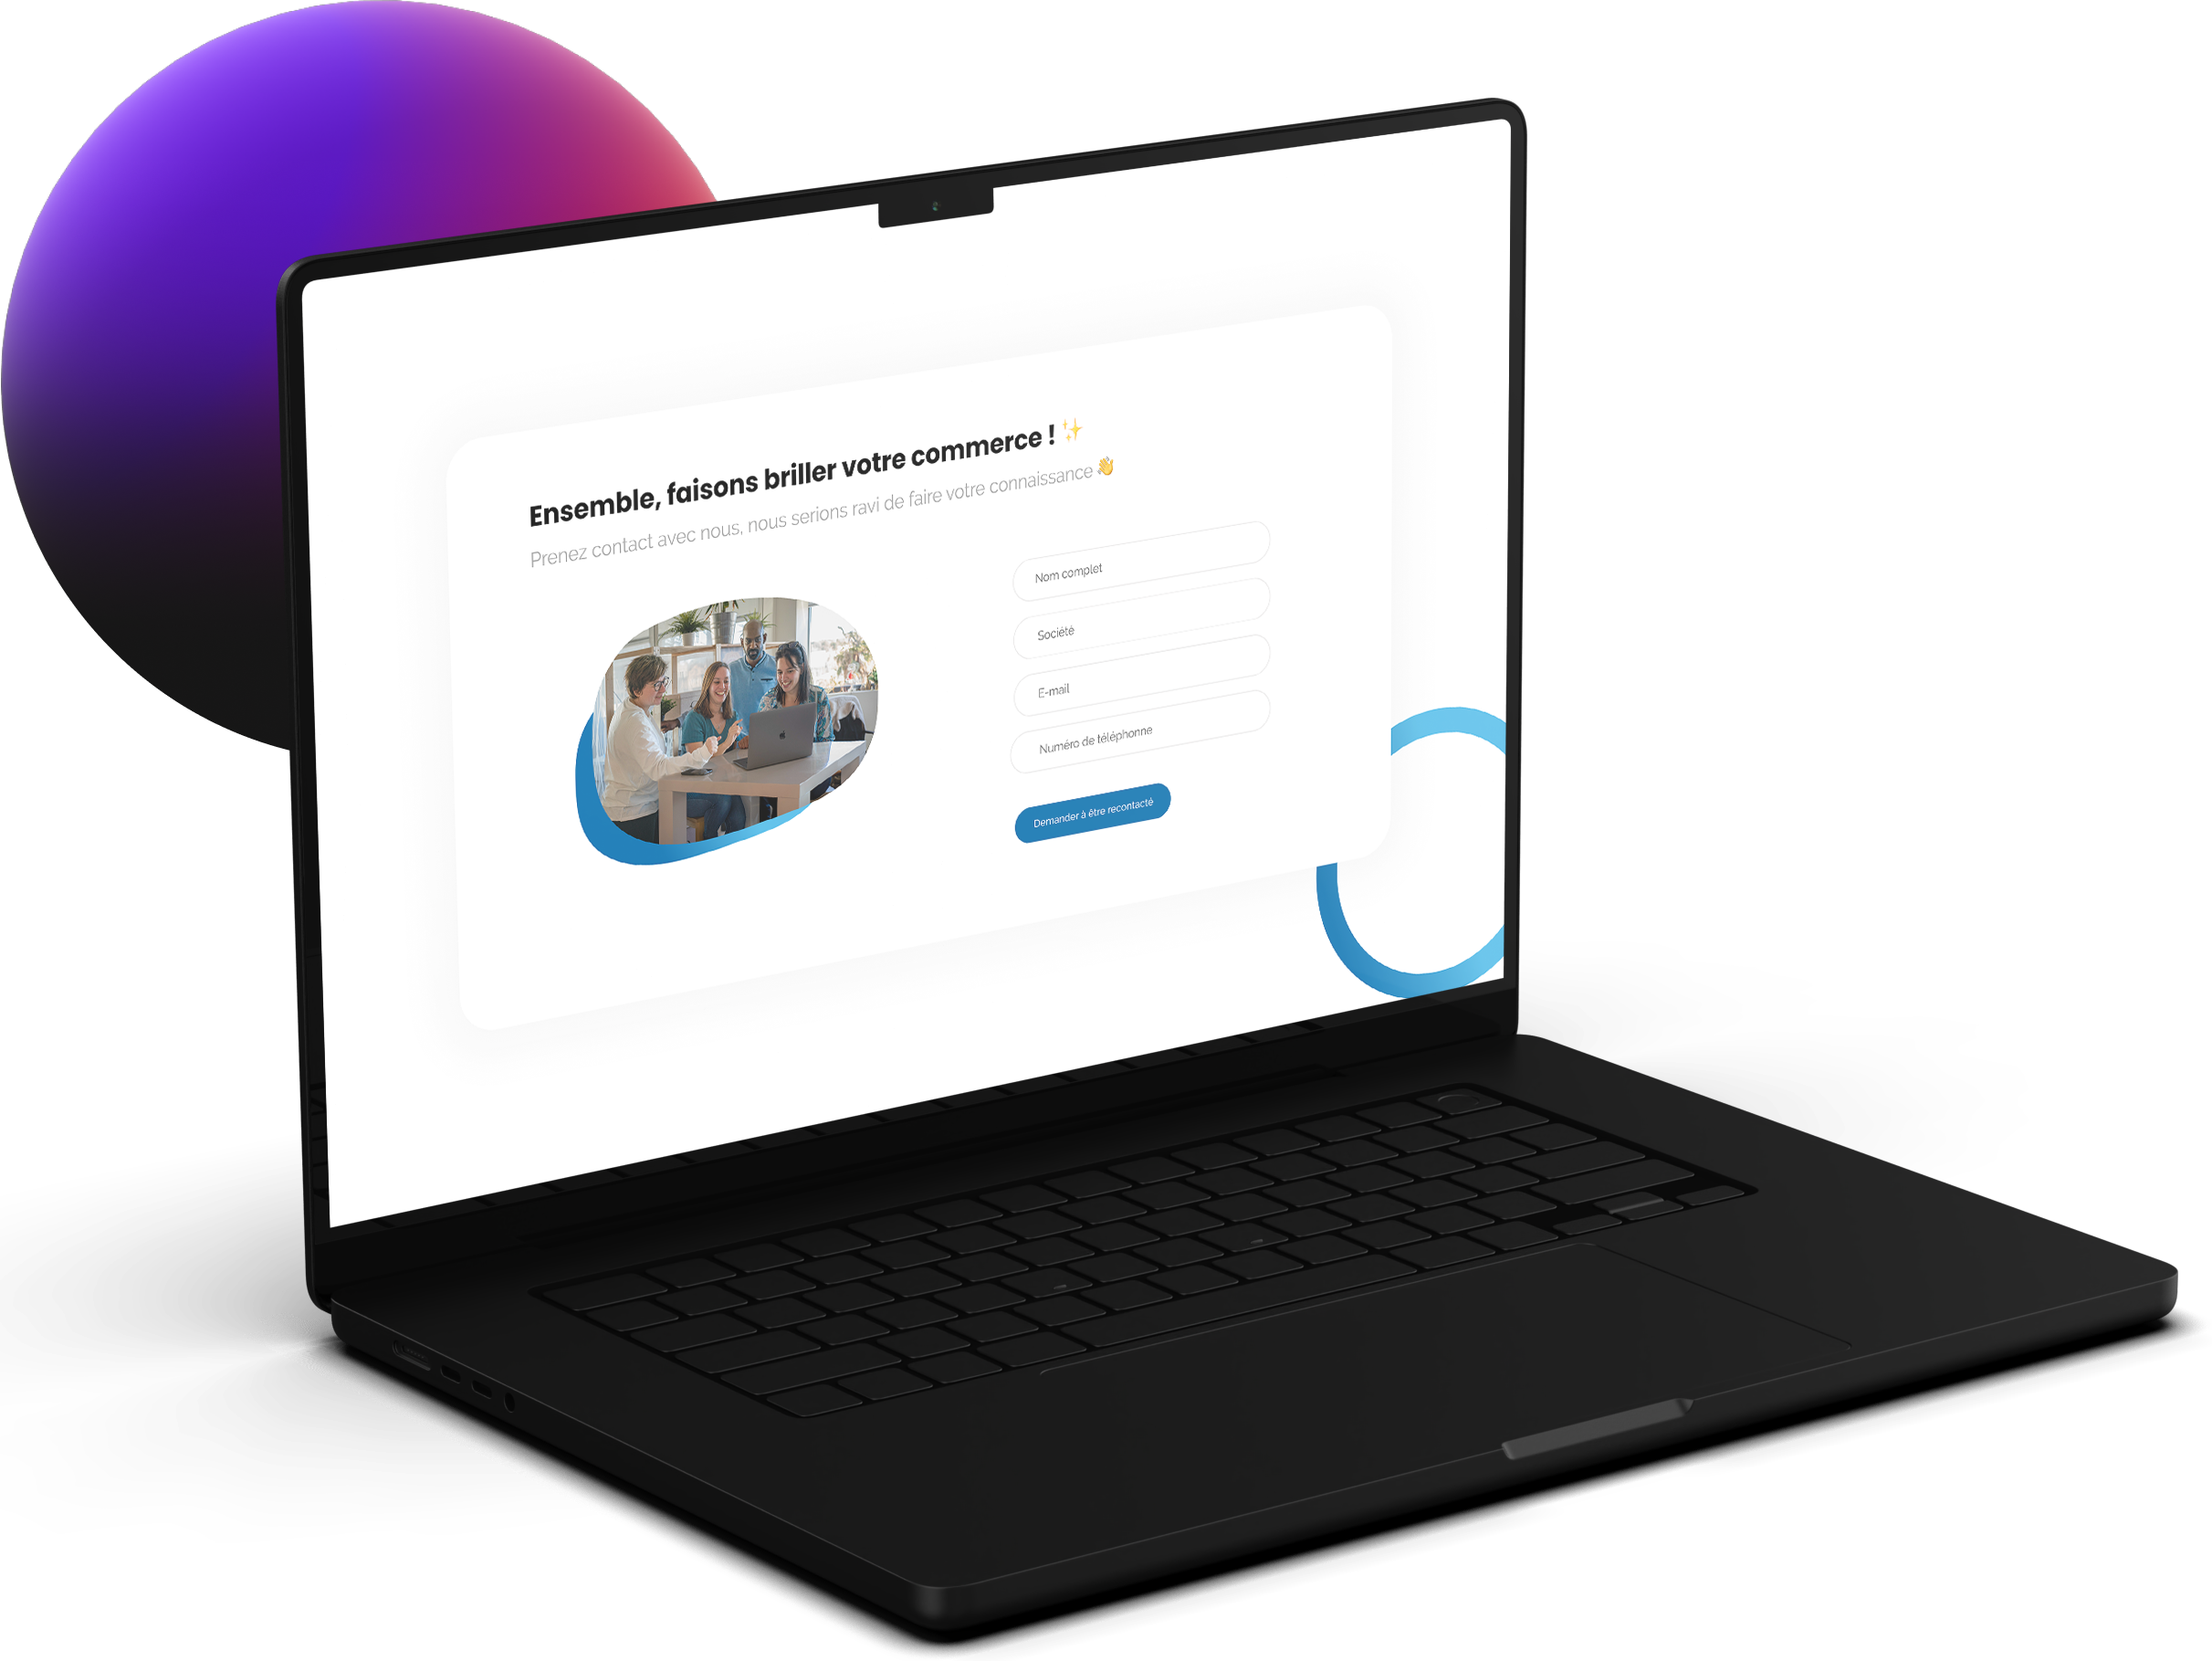 Ensemble, faisons briller votre commerce ! ✨
Prenez contact avec nous, nous serions ravi de faire votre connaissance 👋
Nom complet
Société
E-mail
Numéro de téléphonne
Demander à être recontacté